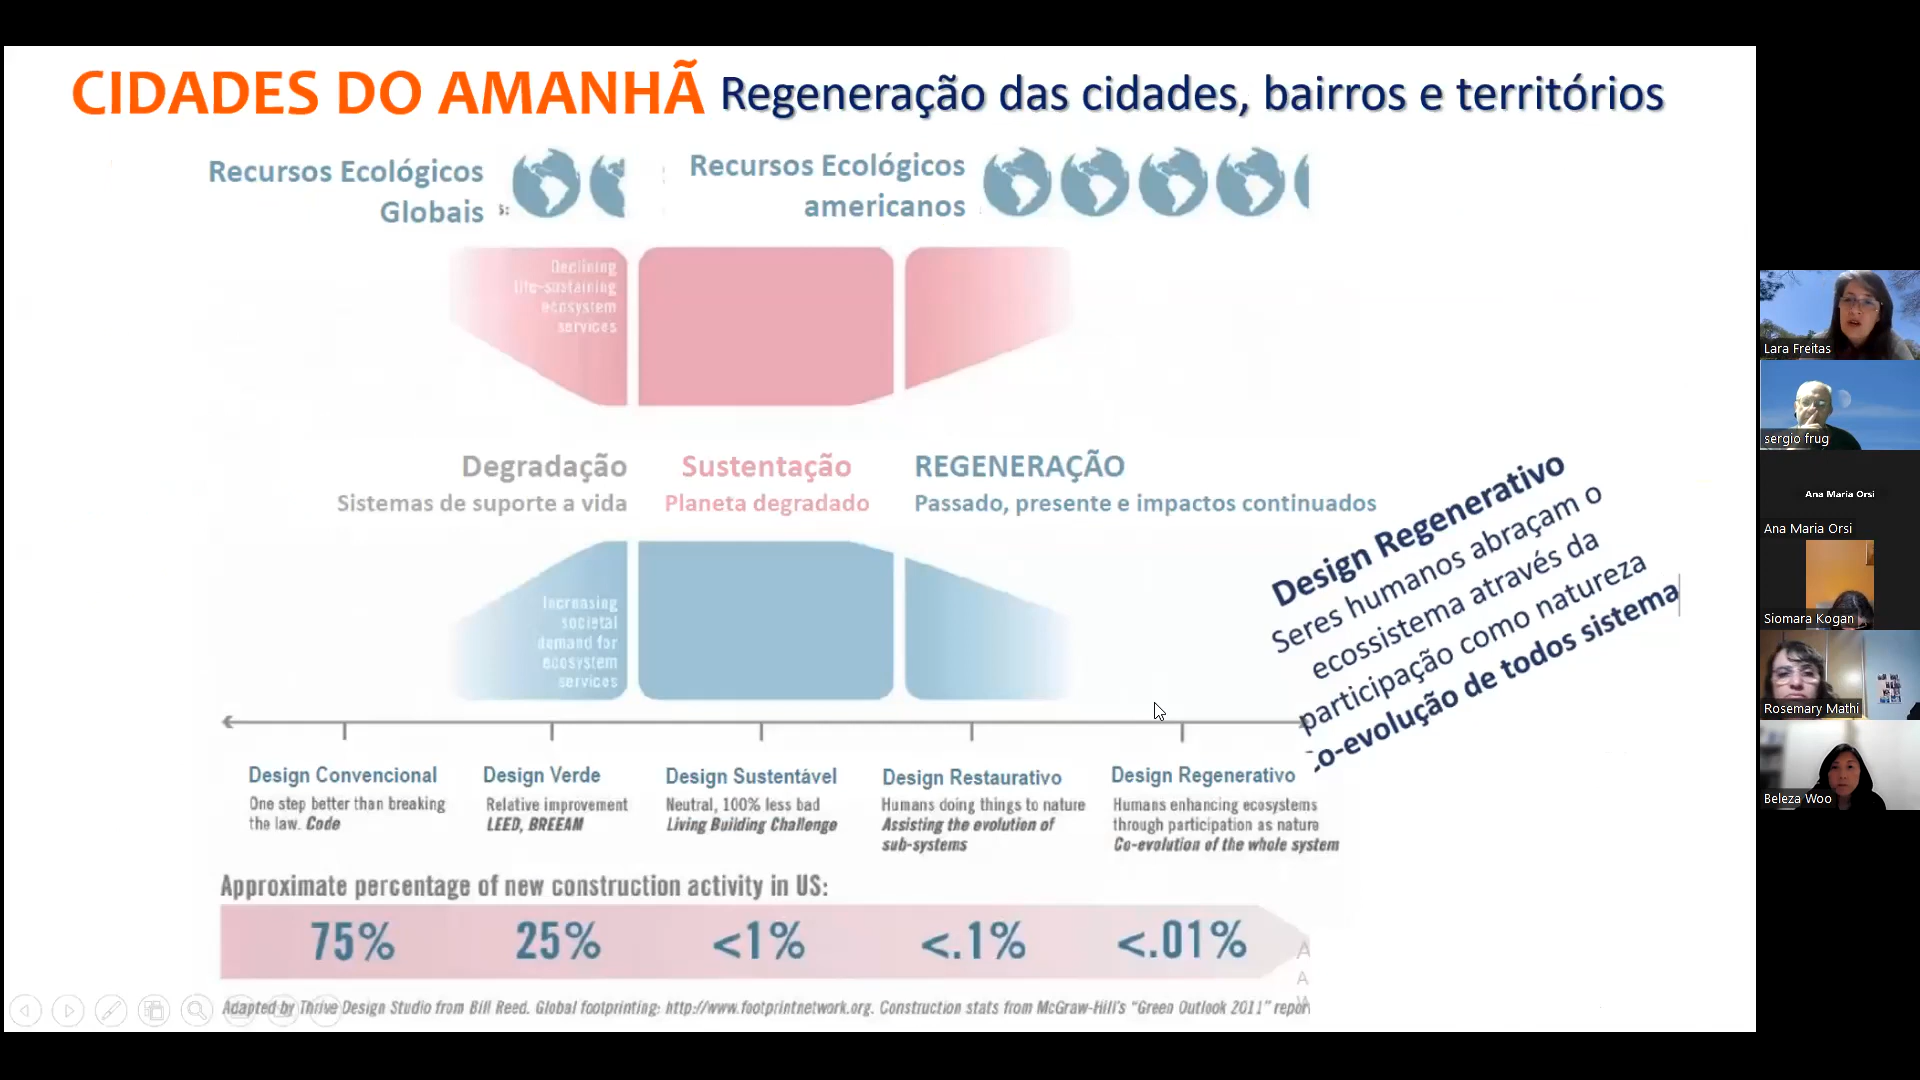 CIDADES DO AMANHÃ Regeneração das cidades, bairros e territórios
Recursos Ecológicos
Globais
s:
Recursos Ecológicos
americanos
Declining
life-sustaining
ecosystem
services
Degradação
Sistemas de suporte a vida
Sustentação
Planeta degradado
REGENERAÇÃO
Passado, presente e impactos continuados
Increasing
societal
demand for
ecosystem
services
Design Regenerativo
Seres humanos abraçam o
ecossistema através da
participação como natureza
Co-evolução de todos sistema
Design Convencional
One step better than breaking
the law. Code
Design Verde
Relative improvement
LEED, BREEAM
Design Sustentável
Neutral, 100% less bad
Living Building Challenge
Design Restaurativo
Humans doing things to nature
Assisting the evolution of
sub-systems
Design Regenerativo
Humans enhancing ecosystems
through participation as nature
Co-evolution of the whole system
Approximate percentage of new construction activity in US:
75% 25% <1% <.1% <.01%
Adapted by Thrive Design Studio from Bill Reed. Global footprinting: http://www.footprintnetwork.org. Construction stats from McGraw-Hill's "Green Outlook 2011" report
Lara Freitas
sergio frug
Ana Maria Orsi
Ana Maria Orsi
Siomara Kogan
Rosemary Mathi
Beleza Woo